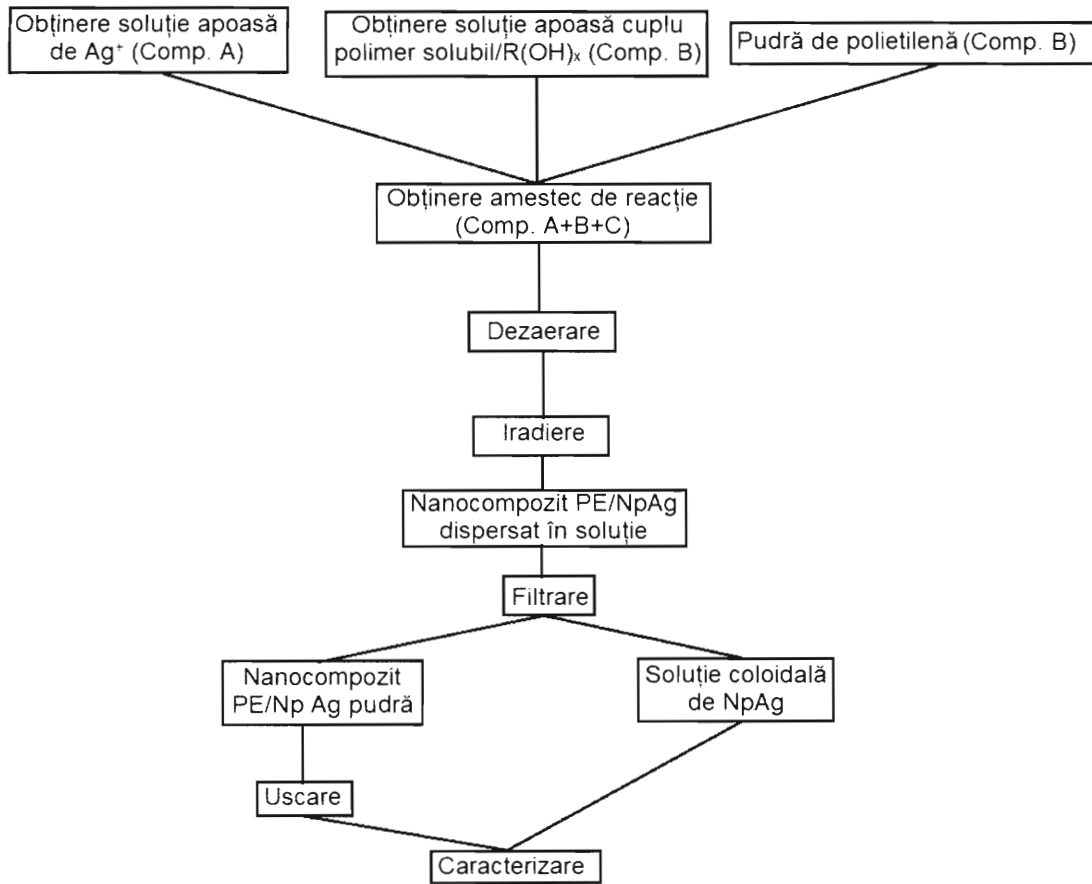 Obținere soluție apoasă
de Ag⁺ (Comp. A)
Obținere soluție apoasă cuplu
polimer solubil/R(OH)ₓ (Comp. B)
Pudră de polietilenă (Comp. B)
Obținere amestec de reacție
(Comp. A+B+C)
Dezaerare
Iradiere
Nanocompozit PE/NpAg
dispersat în soluție
Filtrare
Nanocompozit
PE/Np Ag pudră
Soluție coloidală
de NpAg
Uscare
Caracterizare